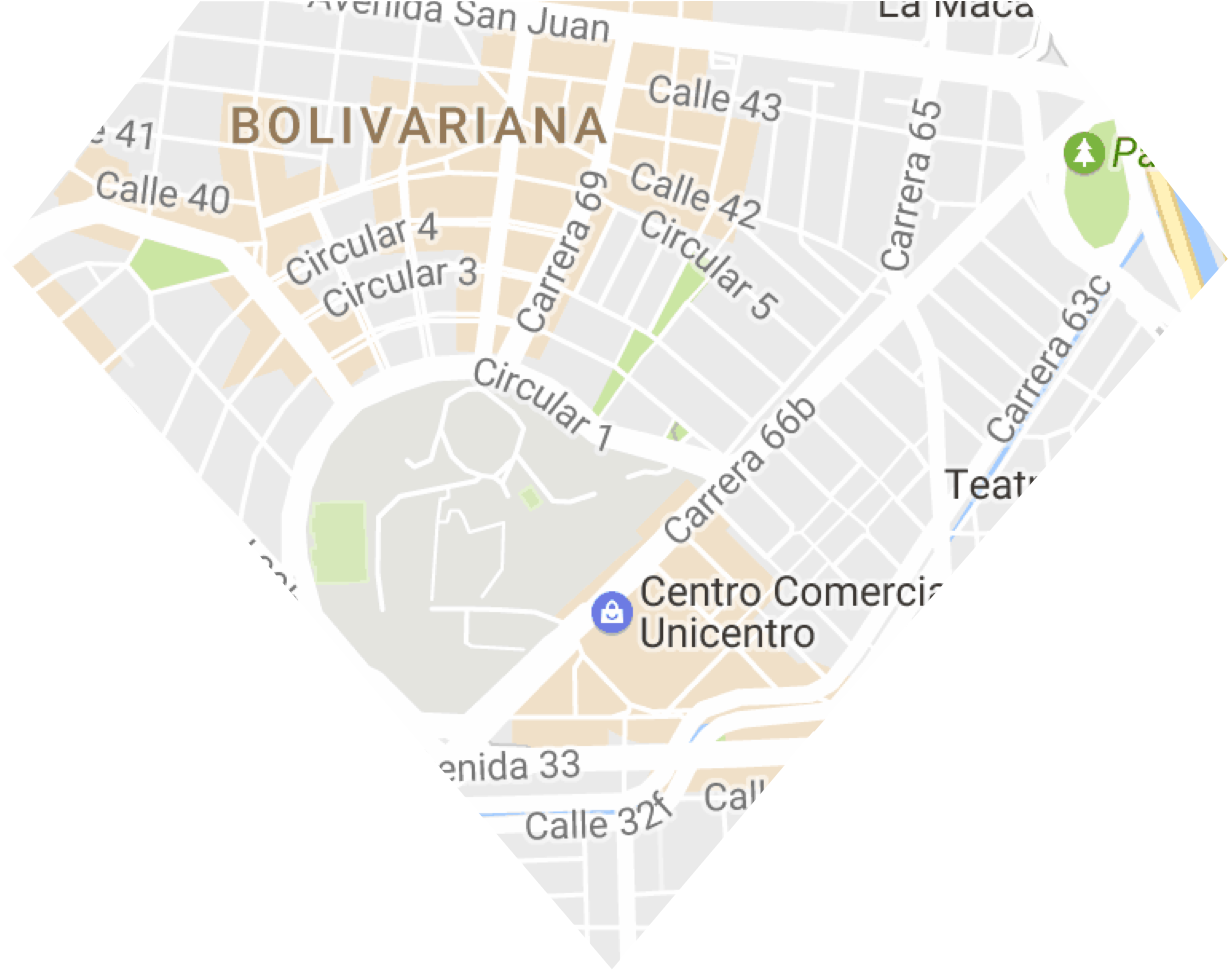 Avenida San Juan
La Maca
Calle 43
BOLIVARIANA
e 41
Carrera 65
Pa
Calle 40
Calle 42
Carrera 69
Circular 4
Circular 5
Circular 3
Carrera 63c
Circular 1
Carrera 66b
Teatr
Centro Comercia
Unicentro
enida 33
Calle 32f
Call